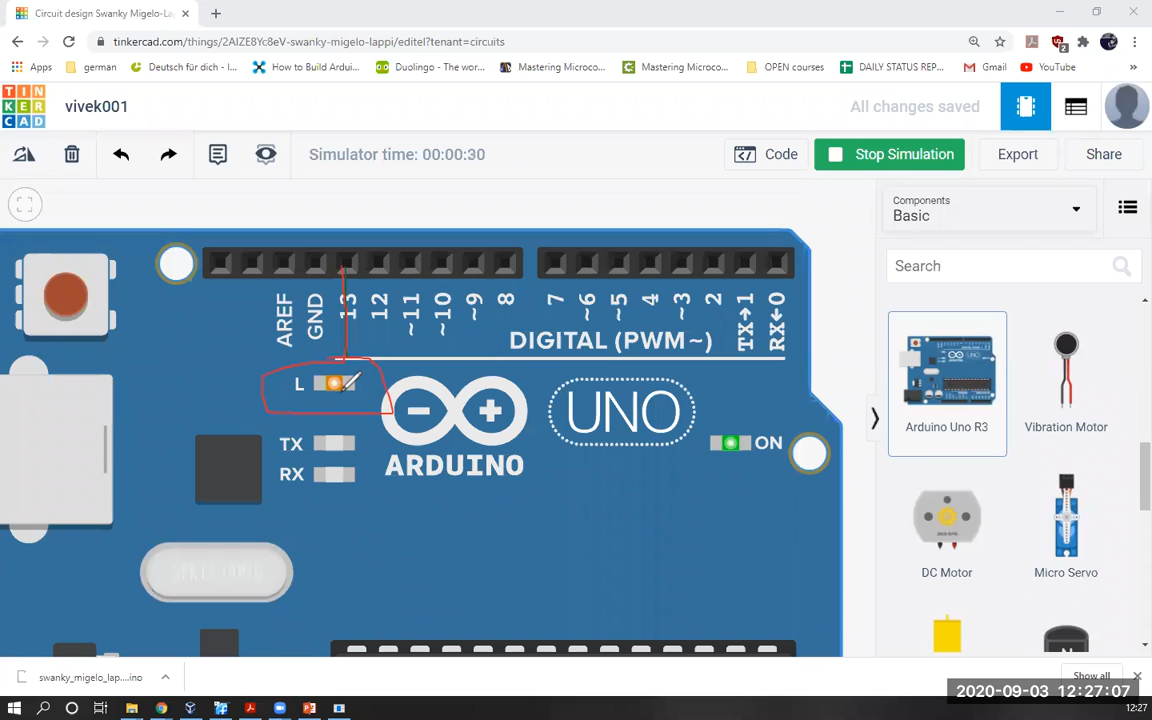 Circuit design Swanky Migelo-La
tinkercad.com/things/2AIZE8Yc8eV-swanky-migelo-lappi/editel?tenant=circuits
Apps german Deutsch für dich - I... How to Build Ardui... Duolingo - The wor... Mastering Microco... Mastering Microco... OPEN courses DAILY STATUS REP... Gmail YouTube »
TIN
KER
CAD
vivek001
All changes saved
Simulator time: 00:00:30
Code
Stop Simulation
Export
Share
Components
Basic
Search
AREF
GND
13
12
~11
~10
~9
8
7
~6
~5
4
~3
2
TX→1
RX←0
DIGITAL (PWM~)
L
TX
RX
ARDUINO
UNO
ON
Arduino Uno R3
Vibration Motor
DC Motor
Micro Servo
swanky_migelo_lap....ino
Show all
2020-09-03 12:27:07
12:27